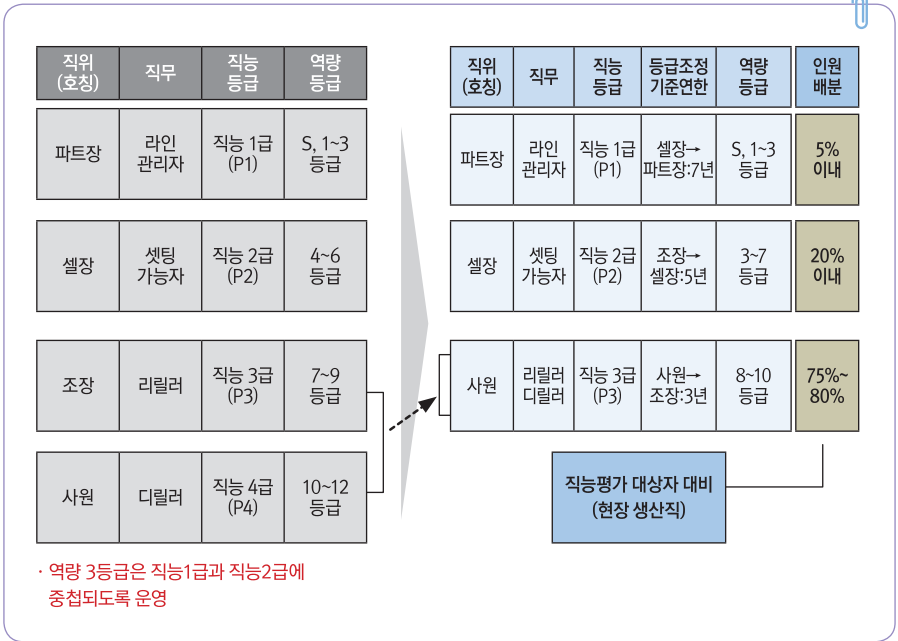 직위
(호칭)
직무
직능
등급
역량
등급
파트장
라인
관리자
직능 1급
(P1)
S, 1~3
등급
셀장
셋팅
가능자
직능 2급
(P2)
4~6
등급
조장
리릴러
직능 3급
(P3)
7~9
등급
사원
디릴러
직능 4급
(P4)
10~12
등급
· 역량 3등급은 직능1급과 직능2급에
중첩되도록 운영
직위
(호칭)
직무
직능
등급
등급조정
기준연한
역량
등급
인원
배분
파트장
라인
관리자
직능 1급
(P1)
셀장→
파트장:7년
S, 1~3
등급
5%
이내
셀장
셋팅
가능자
직능 2급
(P2)
조장→
셀장:5년
3~7
등급
20%
이내
사원
리릴러
디릴러
직능 3급
(P3)
사원→
조장:3년
8~10
등급
75%~
80%
직능평가 대상자 대비
(현장 생산직)